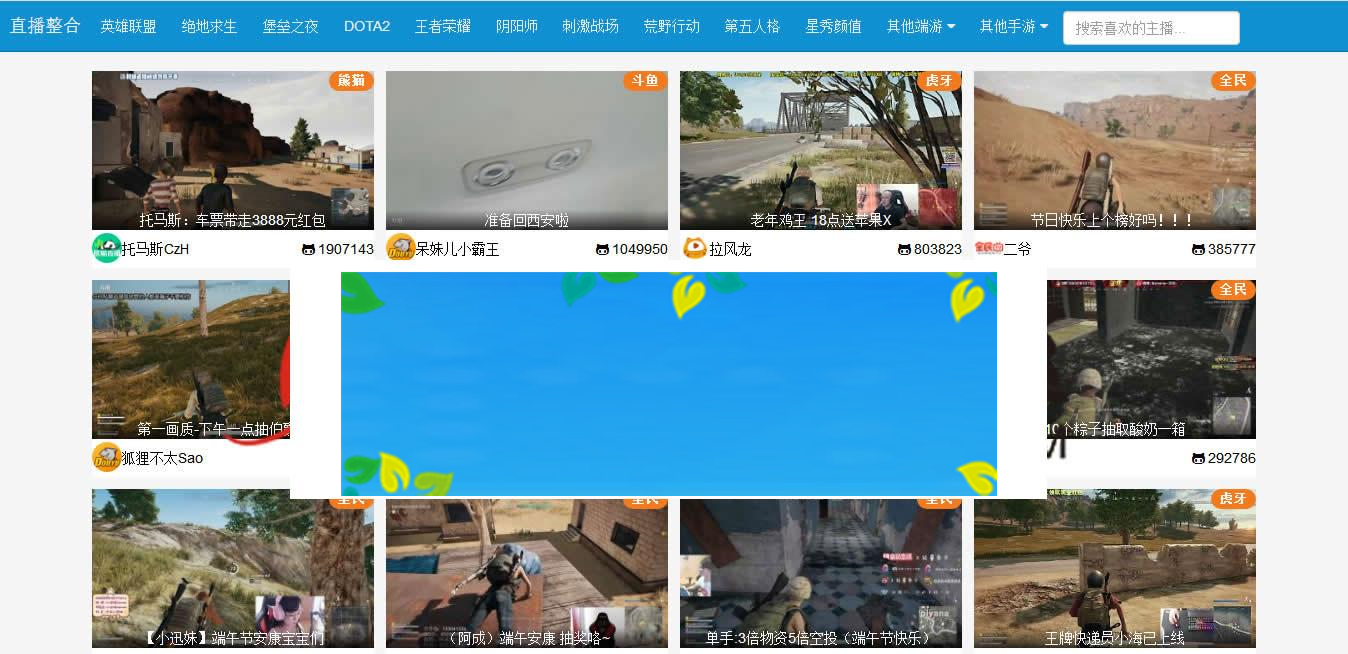 直播整合 英雄联盟 绝地求生 堡垒之夜 DOTA2 王者荣耀 阴阳师 刺激战场 荒野行动 第五人格 星秀颜值 其他端游 其他手游 搜索喜欢的主播...
熊猫 斗鱼 虎牙 全民
托马斯：车票带走3888元红包 准备回西安啦 老年鸡王 18点送苹果X 节日快乐上个榜好吗！！！
托马斯CzH 1907143 呆妹儿小霸王 1049950 拉风龙 803823 二爷 385777
全民
第一画质-下午一点抽伯 10个粽子抽取酸奶一箱
狐狸不太Sao 292786
全民 全民 全民 虎牙
【小迅妹】端午节安康宝宝们 （阿成）端午安康 抽奖咯~ 单手:3倍物资5倍空投（端午节快乐） 王牌快递员小海已上线